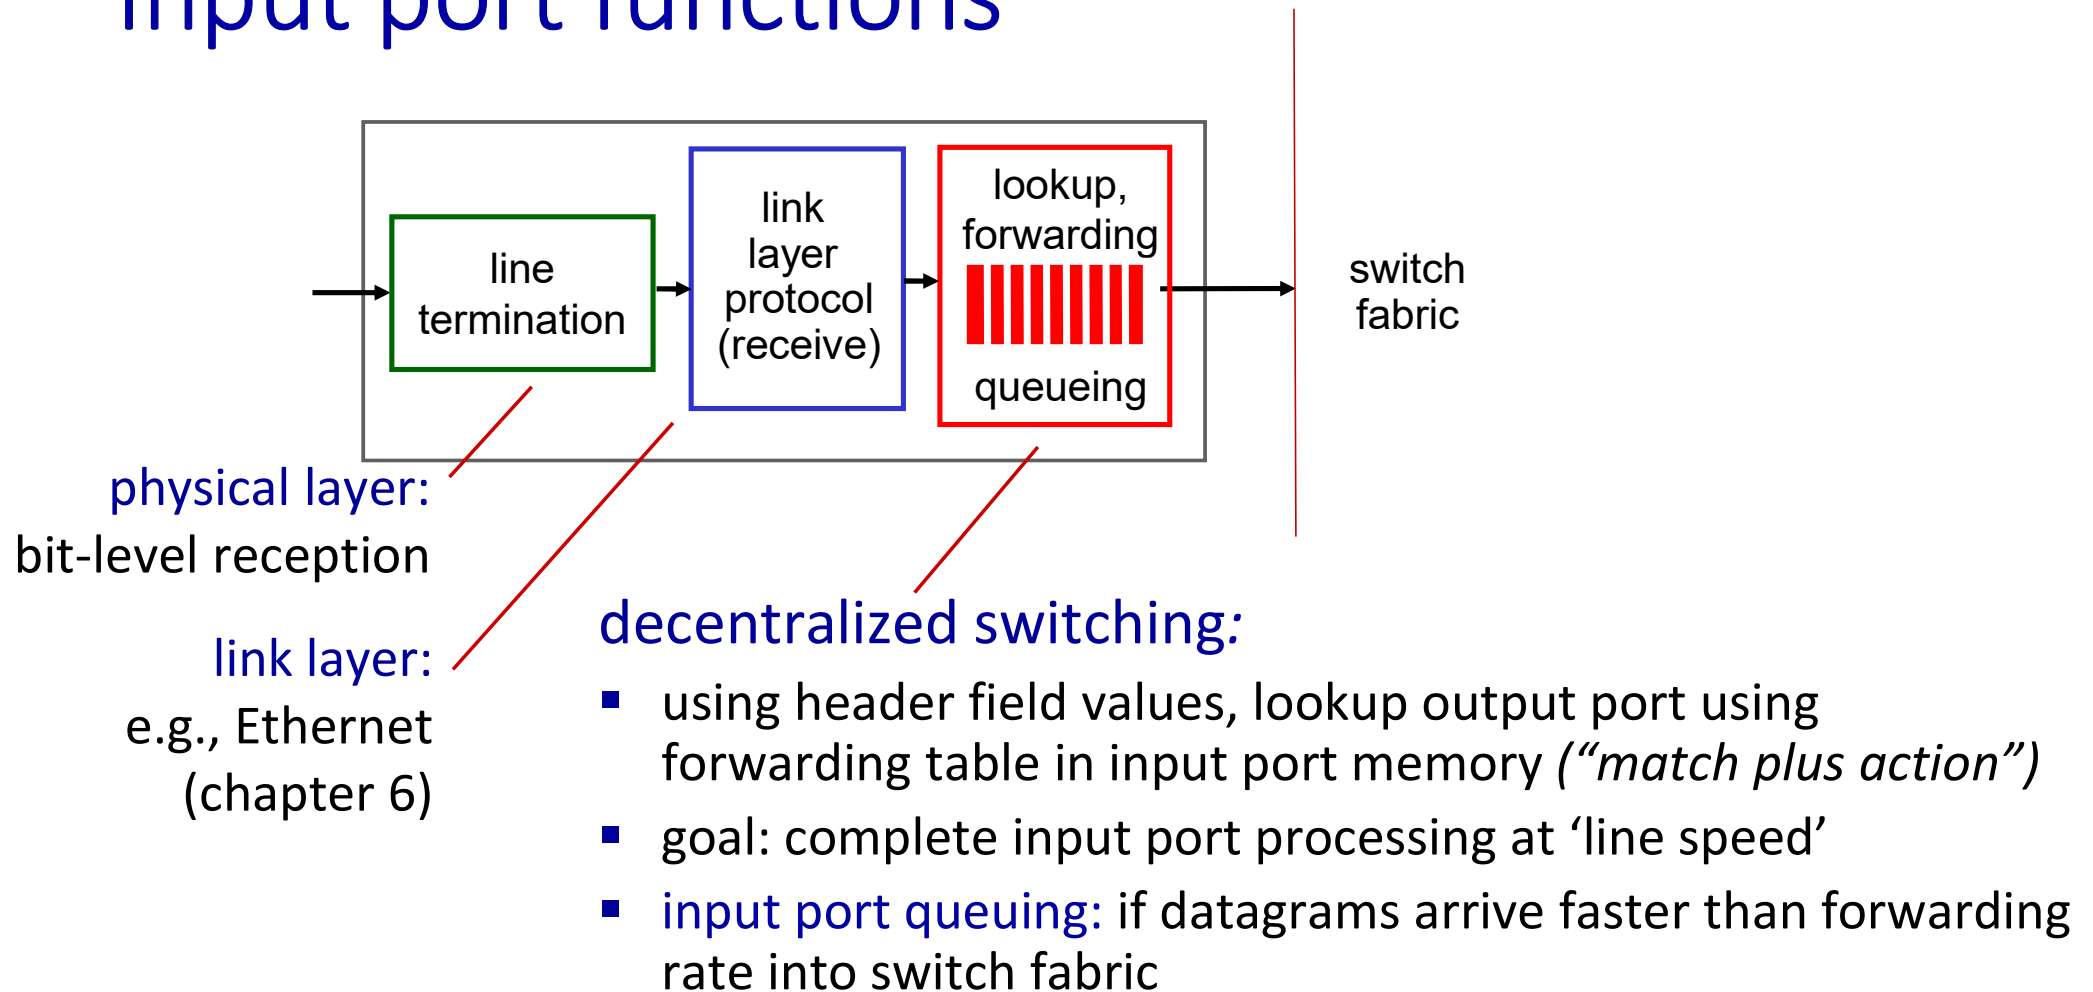 Input port functions
line
termination
link
layer
protocol
(receive)
lookup,
forwarding
queueing
switch
fabric
physical layer:
bit-level reception
link layer:
e.g., Ethernet
(chapter 6)
decentralized switching:
using header field values, lookup output port using
forwarding table in input port memory (“match plus action”)
goal: complete input port processing at ‘line speed’
input port queuing: if datagrams arrive faster than forwarding
rate into switch fabric